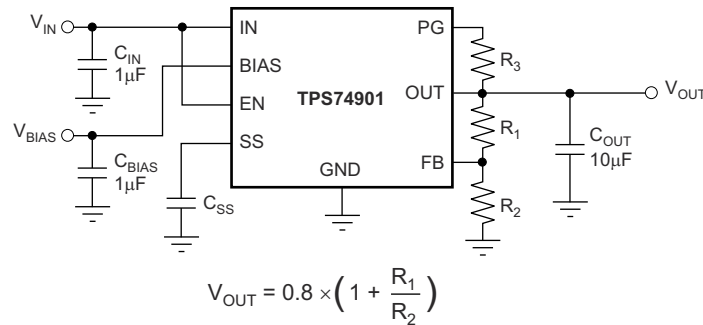 V_IN
C_IN
1μF
V_BIAS
C_BIAS
1μF
C_SS
IN
BIAS
EN
SS
TPS74901
GND
PG
OUT
FB
R_3
R_1
R_2
V_OUT
C_OUT
10μF
V_OUT = 0.8 × ( 1 + R_1 / R_2 )